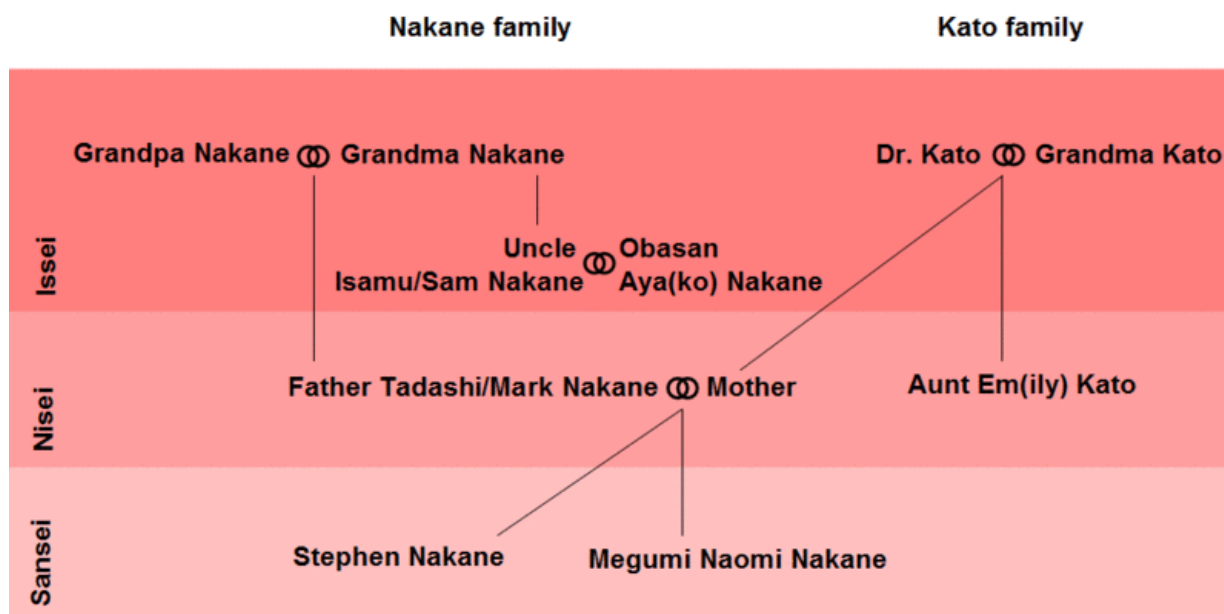 Nakane family
Kato family
Grandpa Nakane
Grandma Nakane
Dr. Kato
Grandma Kato
Issei
Uncle
Isamu/Sam Nakane
Obasan
Aya(ko) Nakane
Nisei
Father Tadashi/Mark Nakane
Mother
Aunt Em(ily) Kato
Sansei
Stephen Nakane
Megumi Naomi Nakane